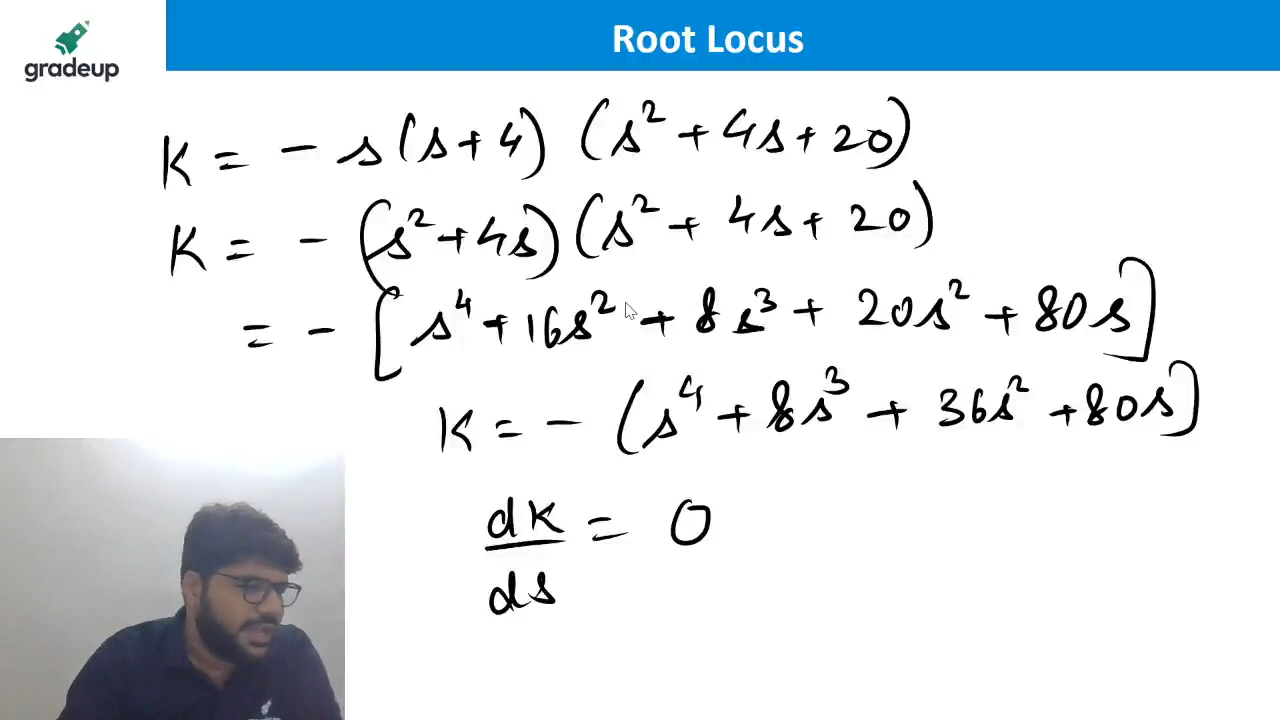 Root Locus
gradeup
K = - s(s+4) (s² + 4s + 20)
K = - (s² + 4s) (s² + 4s + 20)
= - [s⁴ + 16s² + 8s³ + 20s² + 80s]
K = - (s⁴ + 8s³ + 36s² + 80s]
dK/ds = 0